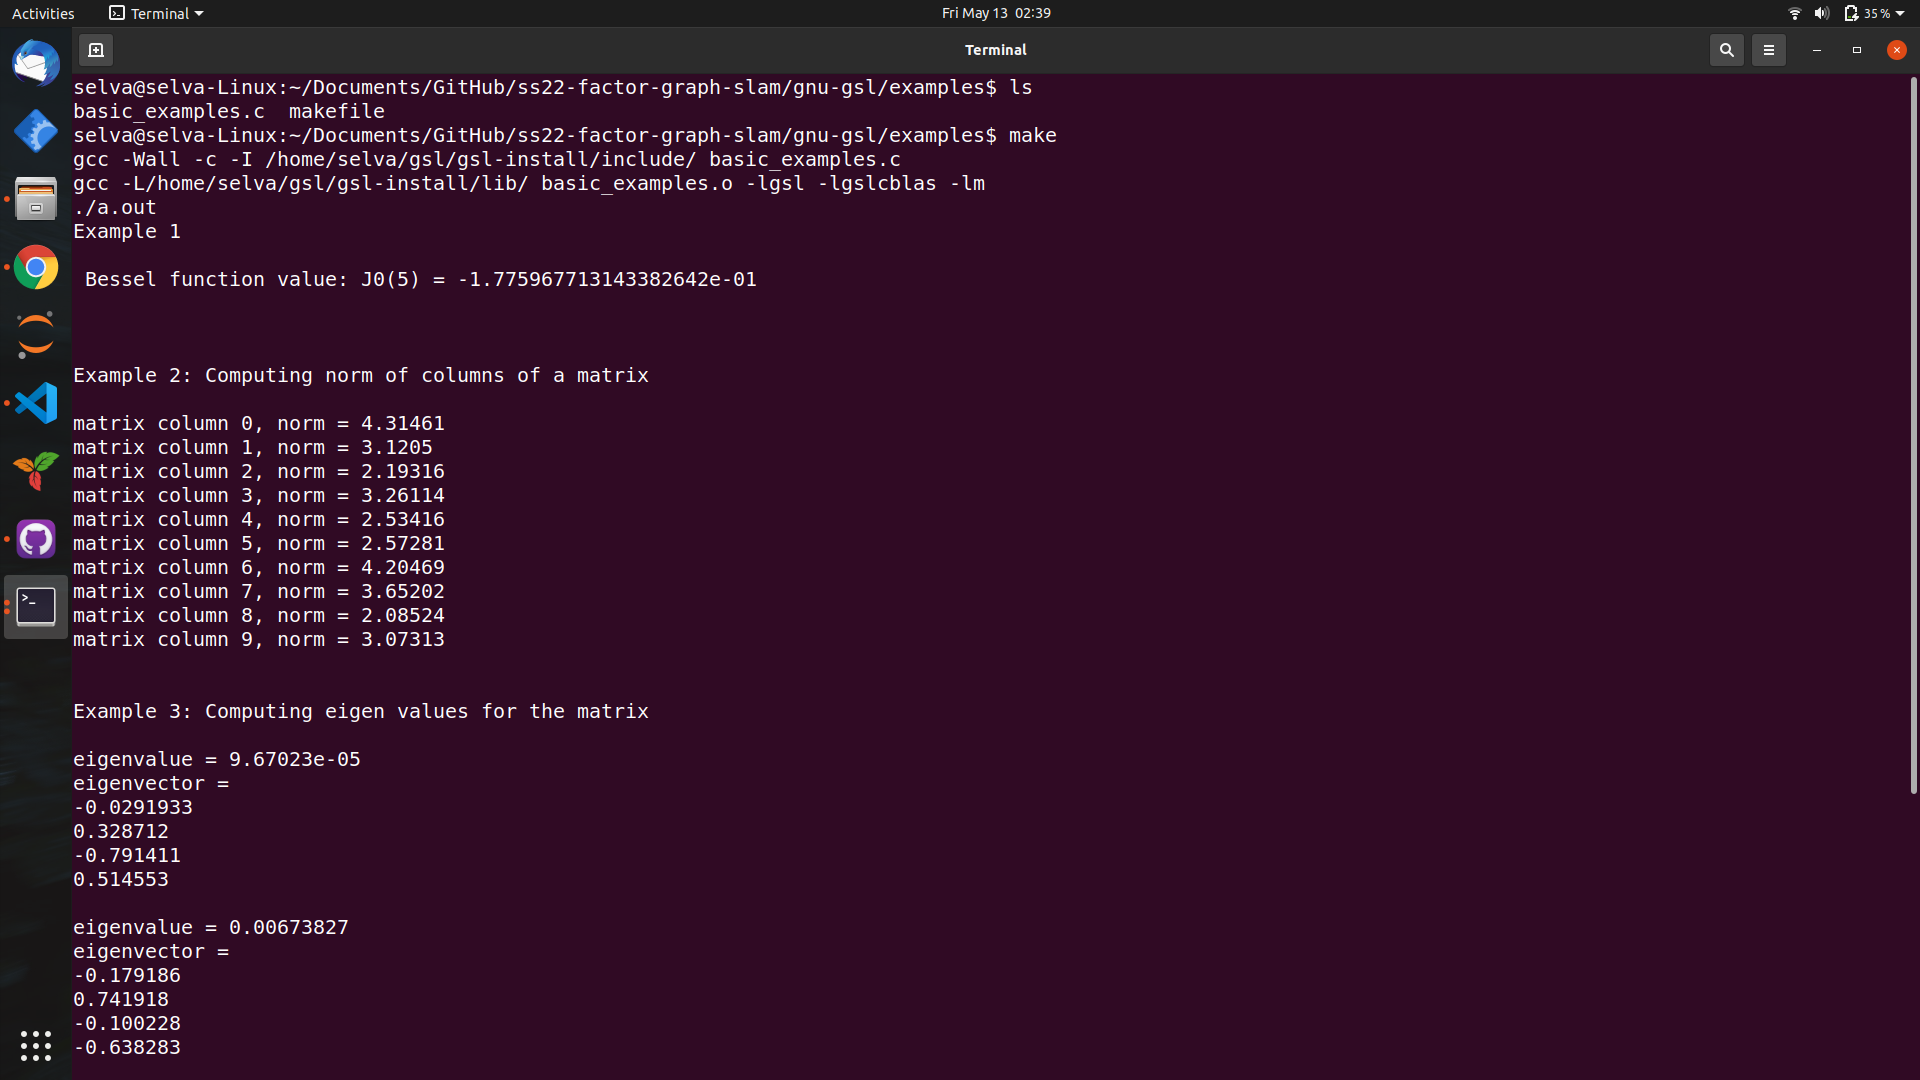 Activities
Terminal
Fri May 13 02:39
35 %
Terminal
selva@selva-Linux:~/Documents/GitHub/ss22-factor-graph-slam/gnu-gsl/examples$ ls
basic_examples.c  makefile
selva@selva-Linux:~/Documents/GitHub/ss22-factor-graph-slam/gnu-gsl/examples$ make
gcc -Wall -c -I /home/selva/gsl/gsl-install/include/ basic_examples.c
gcc -L/home/selva/gsl/gsl-install/lib/ basic_examples.o -lgsl -lgslcblas -lm
./a.out
Example 1
Bessel function value: J0(5) = -1.775967713143382642e-01
Example 2: Computing norm of columns of a matrix
matrix column 0, norm = 4.31461
matrix column 1, norm = 3.1205
matrix column 2, norm = 2.19316
matrix column 3, norm = 3.26114
matrix column 4, norm = 2.53416
matrix column 5, norm = 2.57281
matrix column 6, norm = 4.20469
matrix column 7, norm = 3.65202
matrix column 8, norm = 2.08524
matrix column 9, norm = 3.07313
Example 3: Computing eigen values for the matrix
eigenvalue = 9.67023e-05
eigenvector =
-0.0291933
0.328712
-0.791411
0.514553
eigenvalue = 0.00673827
eigenvector =
-0.179186
0.741918
-0.100228
-0.638283